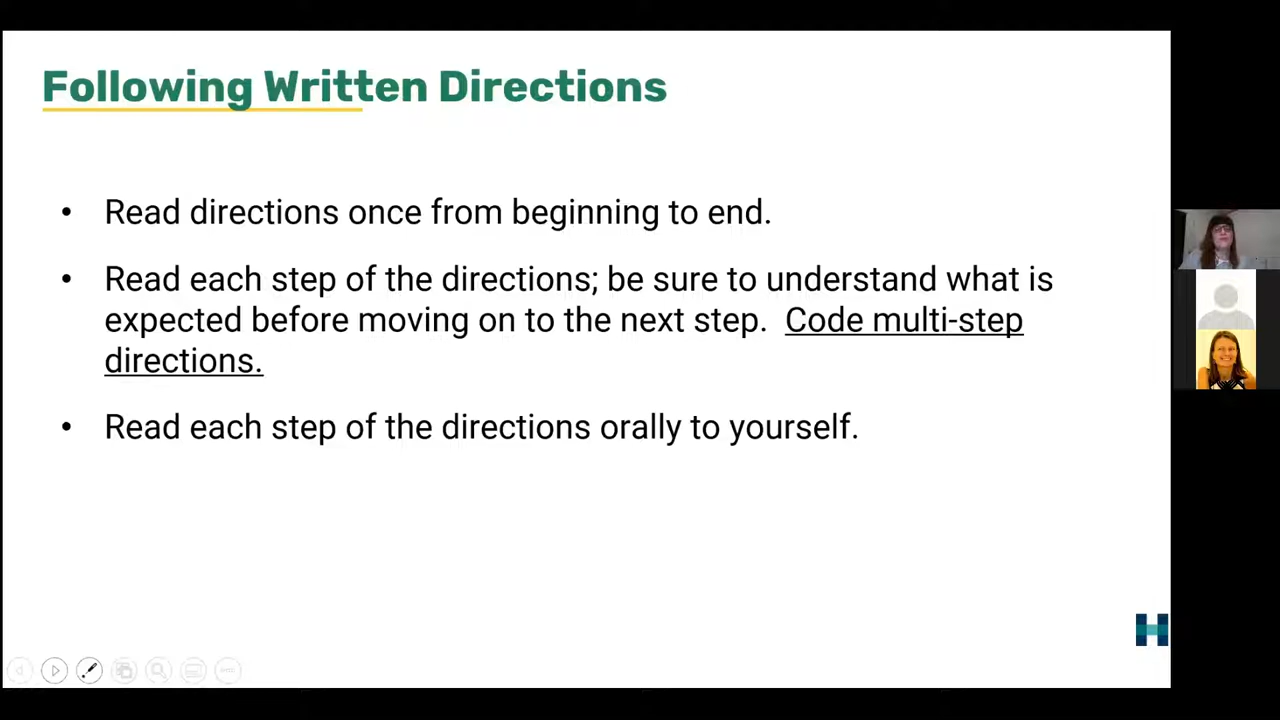 Following Written Directions
• Read directions once from beginning to end.
• Read each step of the directions; be sure to understand what is
expected before moving on to the next step. Code multi-step
directions.
• Read each step of the directions orally to yourself.
H